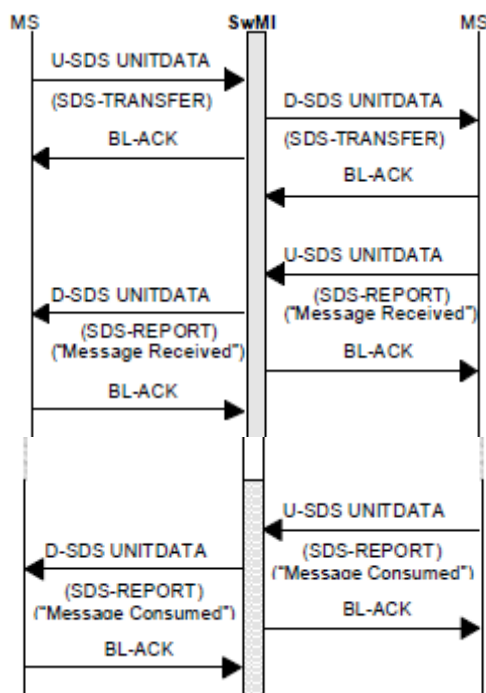 MS SwMI MS
U-SDS UNITDATA
(SDS-TRANSFER)
D-SDS UNITDATA
BL-ACK
(SDS-TRANSFER)
BL-ACK
U-SDS UNITDATA
D-SDS UNITDATA
(SDS-REPORT)
("Message Received")
(SDS-REPORT)
("Message Received")
BL-ACK
BL-ACK
U-SDS UNITDATA
D-SDS UNITDATA
(SDS-REPORT)
("Message Consumed")
(SDS-REPORT)
("Message Consumed")
BL-ACK
BL-ACK